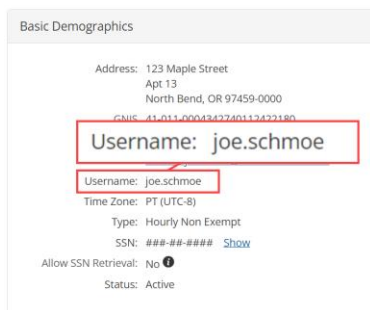 Basic Demographics
Address: 123 Maple Street
Apt 13
North Bend, OR 97459-0000
Username: joe.schmoe
Username: joe.schmoe
Time Zone: PT (UTC-8)
Type: Hourly Non Exempt
SSN: ###-##-#### Show
Allow SSN Retrieval: No
Status: Active